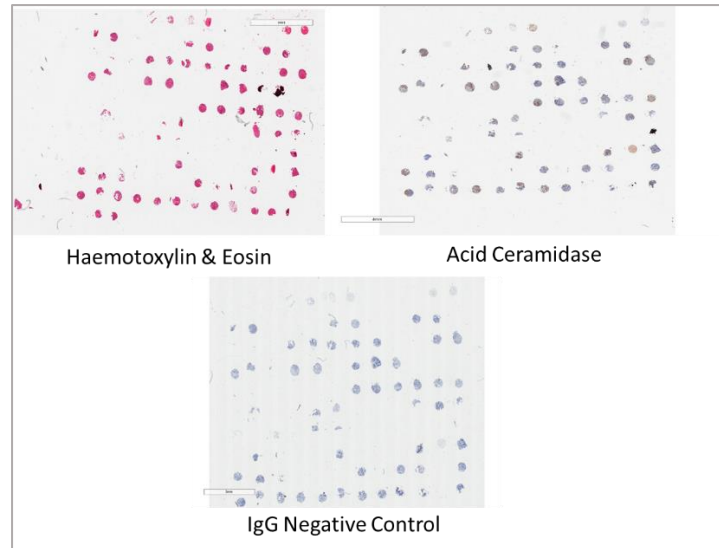 Haemotoxylin & Eosin
Acid Ceramidase
IgG Negative Control